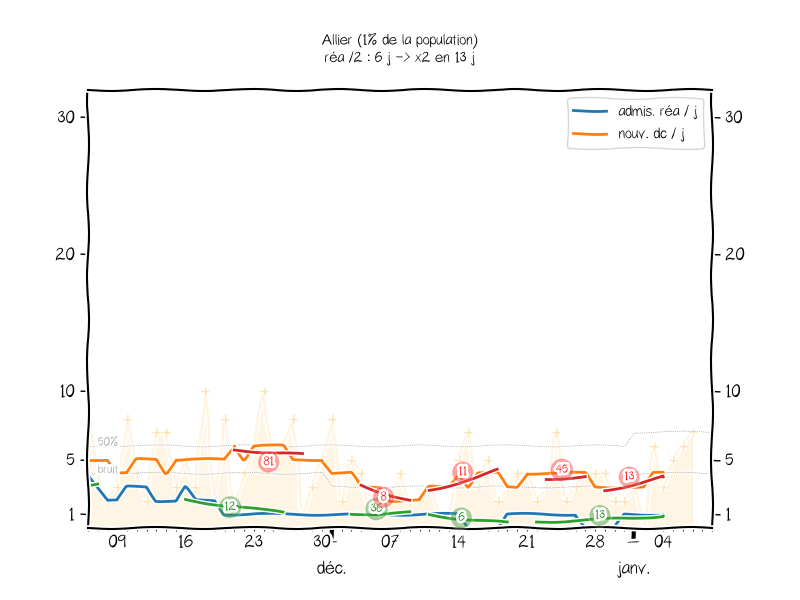 Allier (1% de la population)
réa /2 : 6 j -> x2 en 13 j
30 30
admis. réa / j
nouv. dc / j
20 20
10 10
50%
5 5
bruit
81
11
45
13
8
12
38
6
13
1 1
09 16 23 30 07 14 21 28 04
déc. janv.